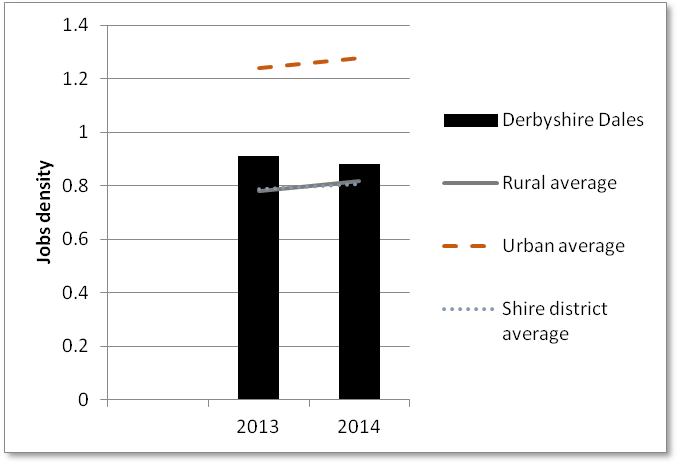 1.4
1.2
1
0.8
0.6
0.4
0.2
0
Jobs density
2013 2014
Derbyshire Dales
Rural average
Urban average
Shire district
average